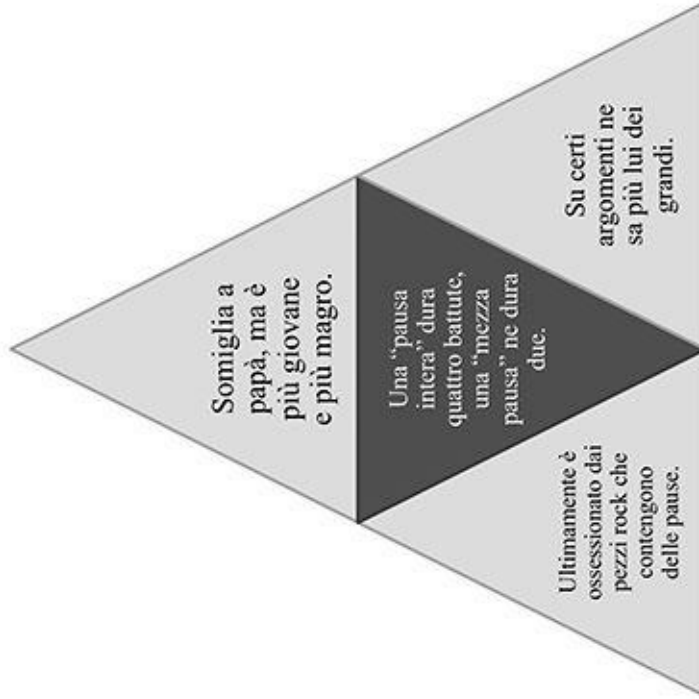 Somiglia a
papà, ma è
più giovane
e più magro.
Una “pausa
intera” dura
quattro battute,
una “mezza
pausa” ne dura
due.
Ultimamente è
ossessionato dai
pezzi rock che
contengono
delle pause.
Su certi
argomenti ne
sa più lui dei
grandi.